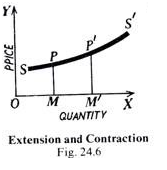 Y
S'
P'
P
S
PPICE
O M M' X
QUANTITY
Extension and Contraction
Fig. 24.6